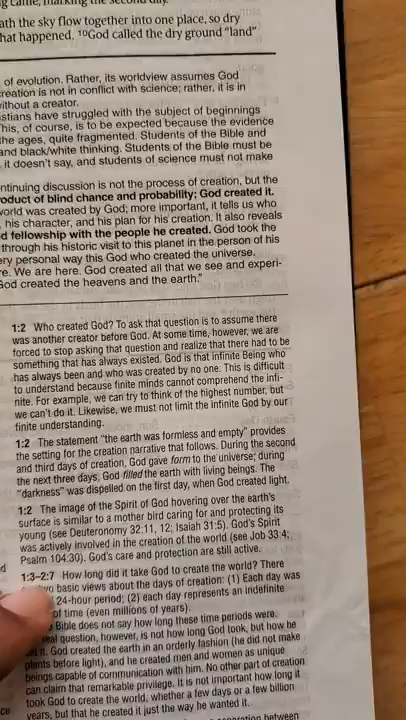 g came, marking the second day.
ath the sky flow together into one place, so dry
hat happened. 10God called the dry ground "land"
of evolution. Rather, its worldview assumes God
creation is not in conflict with science; rather, it is in
ithout a creator.
istians have struggled with the subject of beginnings
his, of course, is to be expected because the evidence
the ages, quite fragmented. Students of the Bible and
and black/white thinking. Students of the Bible must be
it doesn't say, and students of science must not make
ntinuing discussion is not the process of creation, but the
oduct of blind chance and probability; God created it.
world was created by God; more important, it tells us who
, his character, and his plan for his creation. It also reveals
d fellowship with the people he created. God took the
through his historic visit to this planet in the person of his
ery personal way this God who created the universe.
re. We are here. God created all that we see and experi-
God created the heavens and the earth."
1:2 Who created God? To ask that question is to assume there
was another creator before God. At some time, however, we are
forced to stop asking that question and realize that there had to be
something that has always existed. God is that infinite Being who
has always been and who was created by no one. This is difficult
to understand because finite minds cannot comprehend the infi-
nite. For example, we can try to think of the highest number, but
we can't do it. Likewise, we must not limit the infinite God by our
finite understanding.
1:2 The statement "the earth was formless and empty" provides
the setting for the creation narrative that follows. During the second
and third days of creation, God gave form to the universe; during
the next three days, God filled the earth with living beings. The
"darkness" was dispelled on the first day, when God created light.
1:2 The image of the Spirit of God hovering over the earth's
surface is similar to a mother bird caring for and protecting its
young (see Deuteronomy 32:11, 12; Isaiah 31:5). God's Spirit
was actively involved in the creation of the world (see Job 33:4;
Psalm 104:30). God's care and protection are still active.
1:3–2:7 How long did it take God to create the world? There
wo basic views about the days of creation: (1) Each day was
24-hour period; (2) each day represents an indefinite
of time (even millions of years).
Bible does not say how long these time periods were.
real question, however, is not how long God took, but how he
did it. God created the earth in an orderly fashion (he did not make
plants before light), and he created men and women as unique
beings capable of communication with him. No other part of creation
can claim that remarkable privilege. It is not important how long it
took God to create the world, whether a few days or a few billion
years, but that he created it just the way he wanted it.
between